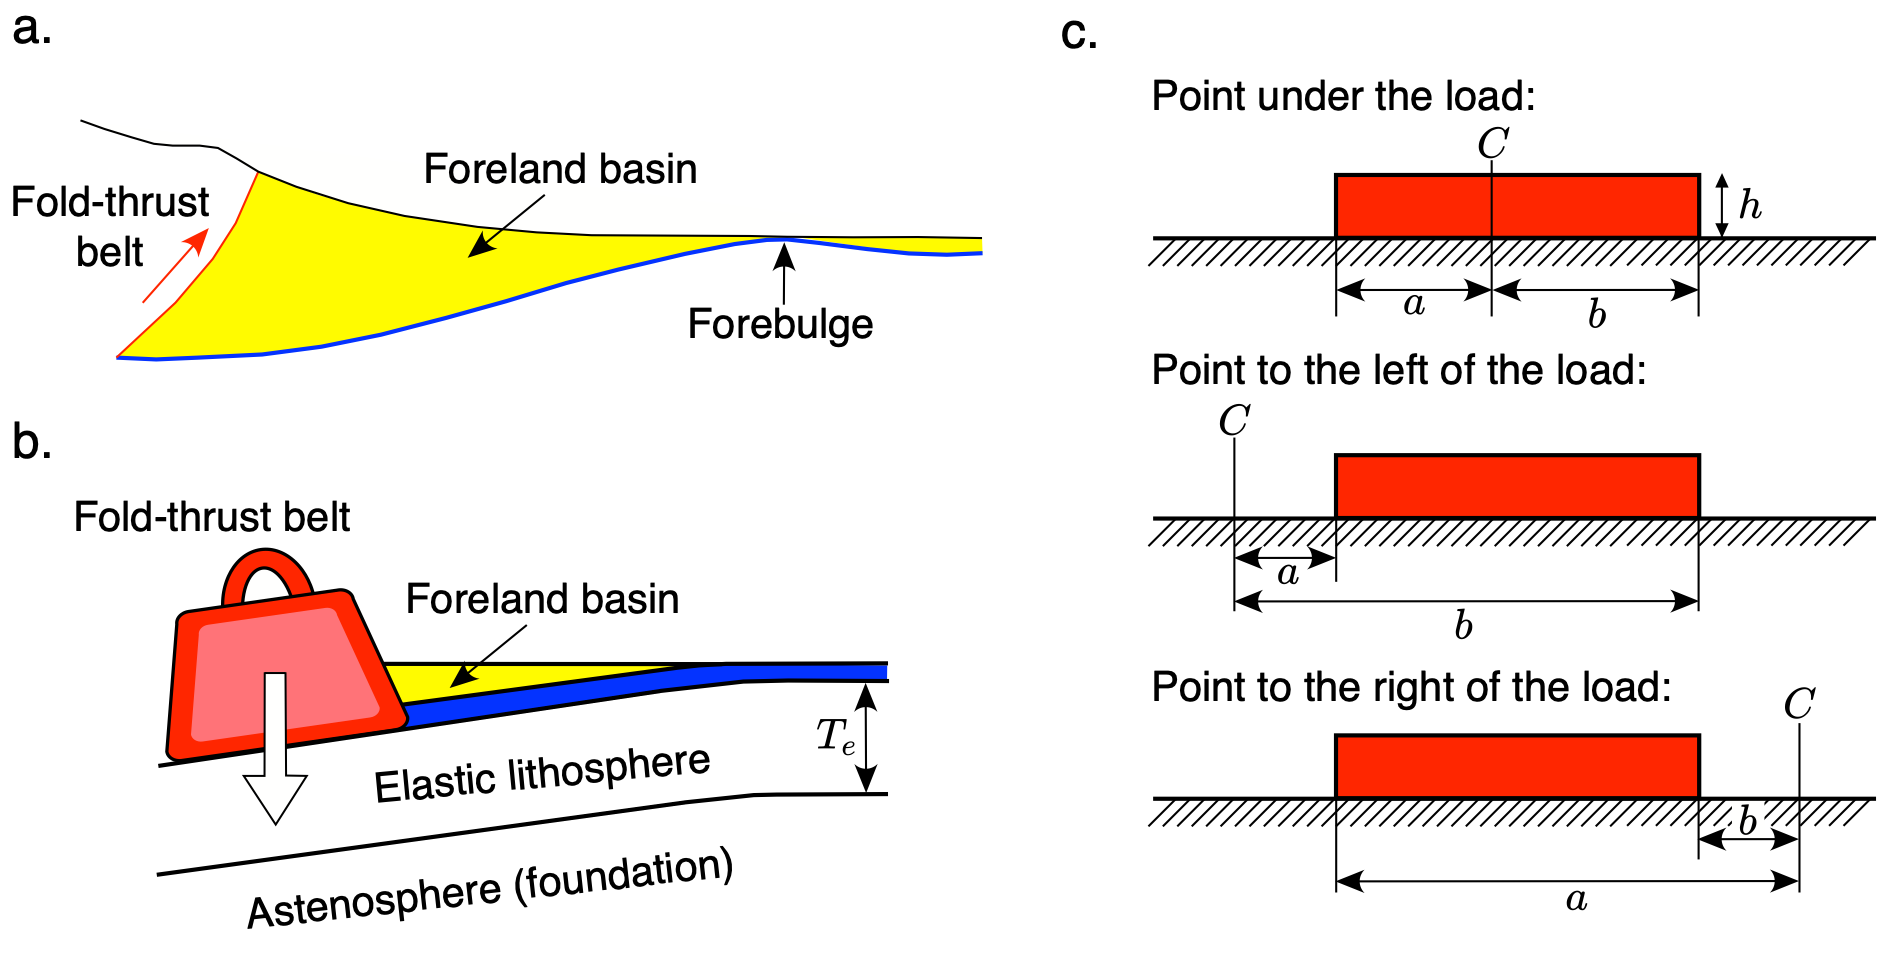 a.
Foreland basin
Fold-thrust
belt
Forebulge
b.
Fold-thrust belt
Foreland basin
Tₑ
Elastic lithosphere
Astenosphere (foundation)
c.
Point under the load:
C
h
a
b
Point to the left of the load:
C
a
b
Point to the right of the load:
C
b
a